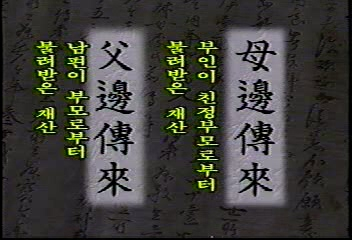 母邊傳來
부인이 친정부모로부터
물려받은 재산
父邊傳來
남편이 부모로부터
물려받은 재산